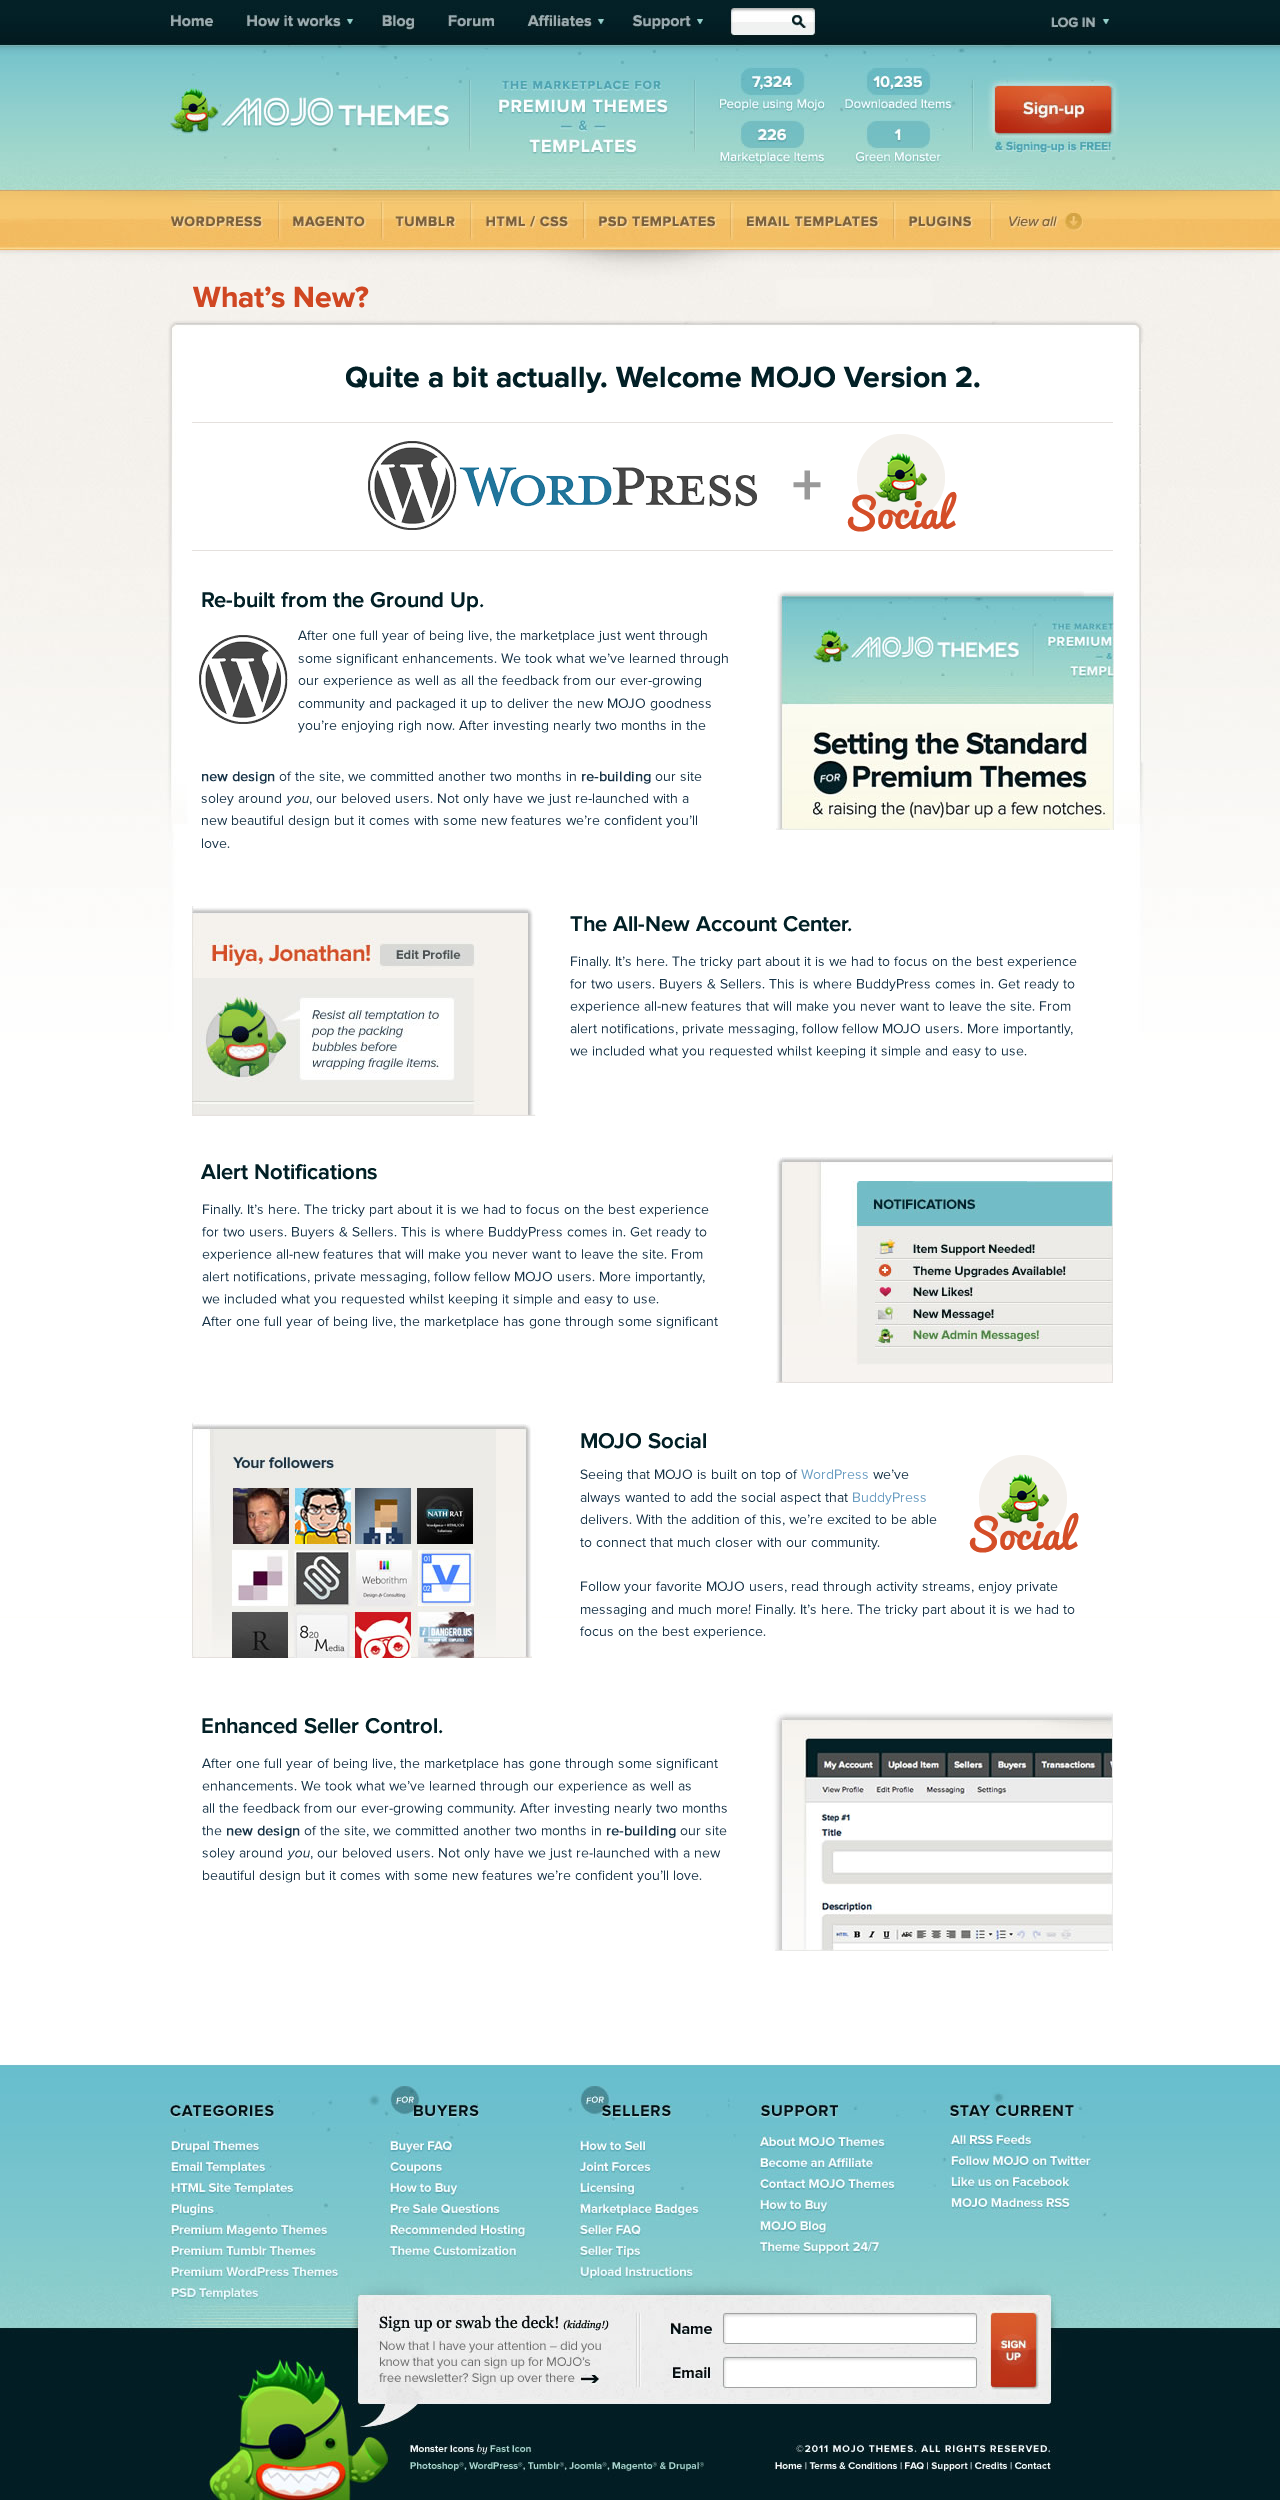 Home How it works Blog Forum Affiliates Support LOG IN
MOJO THEMES
THE MARKETPLACE FOR
PREMIUM THEMES
— & —
TEMPLATES
7,324
People using Mojo
10,235
Downloaded Items
226
Marketplace Items
1
Green Monster
Sign-up
& Signing-up is FREE!
WORDPRESS MAGENTO TUMBLR HTML / CSS PSD TEMPLATES EMAIL TEMPLATES PLUGINS View all
What's New?
Quite a bit actually. Welcome MOJO Version 2.
WORDPRESS + Social
Re-built from the Ground Up.
After one full year of being live, the marketplace just went through
some significant enhancements. We took what we've learned through
our experience as well as all the feedback from our ever-growing
community and packaged it up to deliver the new MOJO goodness
you're enjoying righ now. After investing nearly two months in the
new design of the site, we committed another two months in re-building our site
soley around you, our beloved users. Not only have we just re-launched with a
new beautiful design but it comes with some new features we're confident you'll
love.
MOJO THEMES
THE MARKET
PREMIUM
— &
TEMPL
Setting the Standard
FOR Premium Themes
& raising the (nav)bar up a few notches.
Hiya, Jonathan! Edit Profile
Resist all temptation to
pop the packing
bubbles before
wrapping fragile items.
The All-New Account Center.
Finally. It's here. The tricky part about it is we had to focus on the best experience
for two users. Buyers & Sellers. This is where BuddyPress comes in. Get ready to
experience all-new features that will make you never want to leave the site. From
alert notifications, private messaging, follow fellow MOJO users. More importantly,
we included what you requested whilst keeping it simple and easy to use.
Alert Notifications
Finally. It's here. The tricky part about it is we had to focus on the best experience
for two users. Buyers & Sellers. This is where BuddyPress comes in. Get ready to
experience all-new features that will make you never want to leave the site. From
alert notifications, private messaging, follow fellow MOJO users. More importantly,
we included what you requested whilst keeping it simple and easy to use.
After one full year of being live, the marketplace has gone through some significant
NOTIFICATIONS
Item Support Needed!
Theme Upgrades Available!
New Likes!
New Message!
New Admin Messages!
Your followers
NATH RAT
Wordpress + HTML/CSS
Solutions
Weborithm
Design & Consulting
01
V
02
R
820
Media
DANGERO.US
MOJO Social
Seeing that MOJO is built on top of WordPress we've
always wanted to add the social aspect that BuddyPress
delivers. With the addition of this, we're excited to be able
to connect that much closer with our community.
Social
Follow your favorite MOJO users, read through activity streams, enjoy private
messaging and much more! Finally. It's here. The tricky part about it is we had to
focus on the best experience.
Enhanced Seller Control.
After one full year of being live, the marketplace has gone through some significant
enhancements. We took what we've learned through our experience as well as
all the feedback from our ever-growing community. After investing nearly two months
the new design of the site, we committed another two months in re-building our site
soley around you, our beloved users. Not only have we just re-launched with a new
beautiful design but it comes with some new features we're confident you'll love.
My Account Upload Item Sellers Buyers Transactions
View Profile Edit Profile Messaging Settings
Step #1
Title
Description
HTML B I U ABC
CATEGORIES
Drupal Themes
Email Templates
HTML Site Templates
Plugins
Premium Magento Themes
Premium Tumblr Themes
Premium WordPress Themes
PSD Templates
FOR BUYERS
Buyer FAQ
Coupons
How to Buy
Pre Sale Questions
Recommended Hosting
Theme Customization
FOR SELLERS
How to Sell
Joint Forces
Licensing
Marketplace Badges
Seller FAQ
Seller Tips
Upload Instructions
SUPPORT
About MOJO Themes
Become an Affiliate
Contact MOJO Themes
How to Buy
MOJO Blog
Theme Support 24/7
STAY CURRENT
All RSS Feeds
Follow MOJO on Twitter
Like us on Facebook
MOJO Madness RSS
Sign up or swab the deck! (kidding!)
Now that I have your attention – did you
know that you can sign up for MOJO's
free newsletter? Sign up over there
Name
Email
SIGN
UP
Monster Icons by Fast Icon
Photoshop®, WordPress®, Tumblr®, Joomla®, Magento® & Drupal®
©2011 MOJO THEMES. ALL RIGHTS RESERVED.
Home | Terms & Conditions | FAQ | Support | Credits | Contact